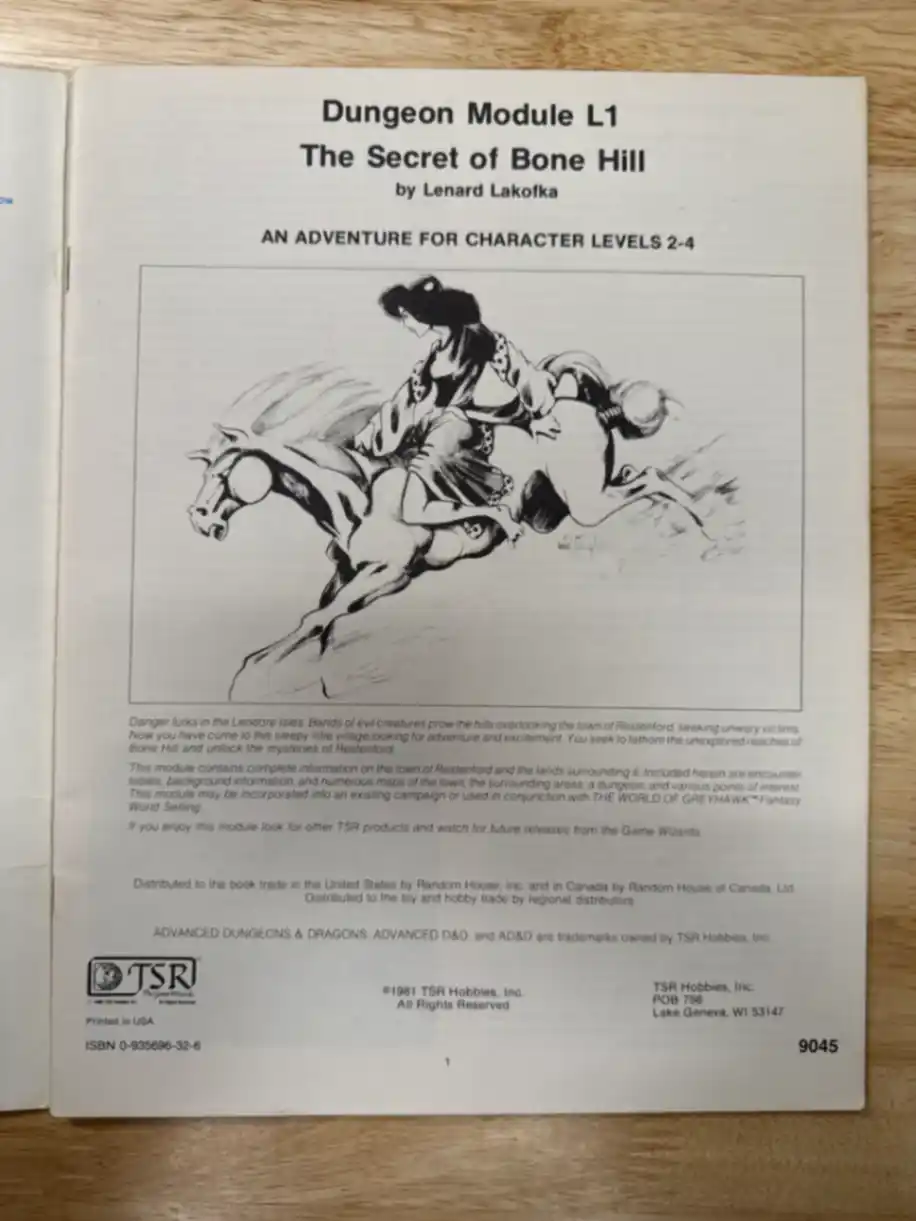 Dungeon Module L1
The Secret of Bone Hill
by Lenard Lakofka
AN ADVENTURE FOR CHARACTER LEVELS 2-4
Danger lurks in the Lendore Isles. Bands of evil creatures prowl the hills overlooking the town of Restenford, seeking unwary victims.
Now you have come to this sleepy little village looking for adventure and excitement. You seek to fathom the unexplored reaches of
Bone Hill and unlock the mysteries of Restenford.
This module contains complete information on the town of Restenford and the lands surrounding it. Included herein are encounter
tables, background information, and numerous maps of the town, the surrounding areas, a dungeon, and various points of interest.
This module may be incorporated into an existing campaign or used in conjunction with THE WORLD OF GREYHAWK™ Fantasy
World Setting.
If you enjoy this module look for other TSR products and watch for future releases from the Game Wizards.
Distributed to the book trade in the United States by Random House, Inc. and in Canada by Random House of Canada, Ltd.
Distributed to the toy and hobby trade by regional distributors.
ADVANCED DUNGEONS & DRAGONS, ADVANCED D&D, and AD&D are trademarks owned by TSR Hobbies, Inc.
TSR
The Game Wizards
©1981 TSR Hobbies, Inc.
All Rights Reserved
TSR Hobbies, Inc.
POB 756
Lake Geneva, WI 53147
Printed in USA
ISBN 0-935696-32-6
9045
1